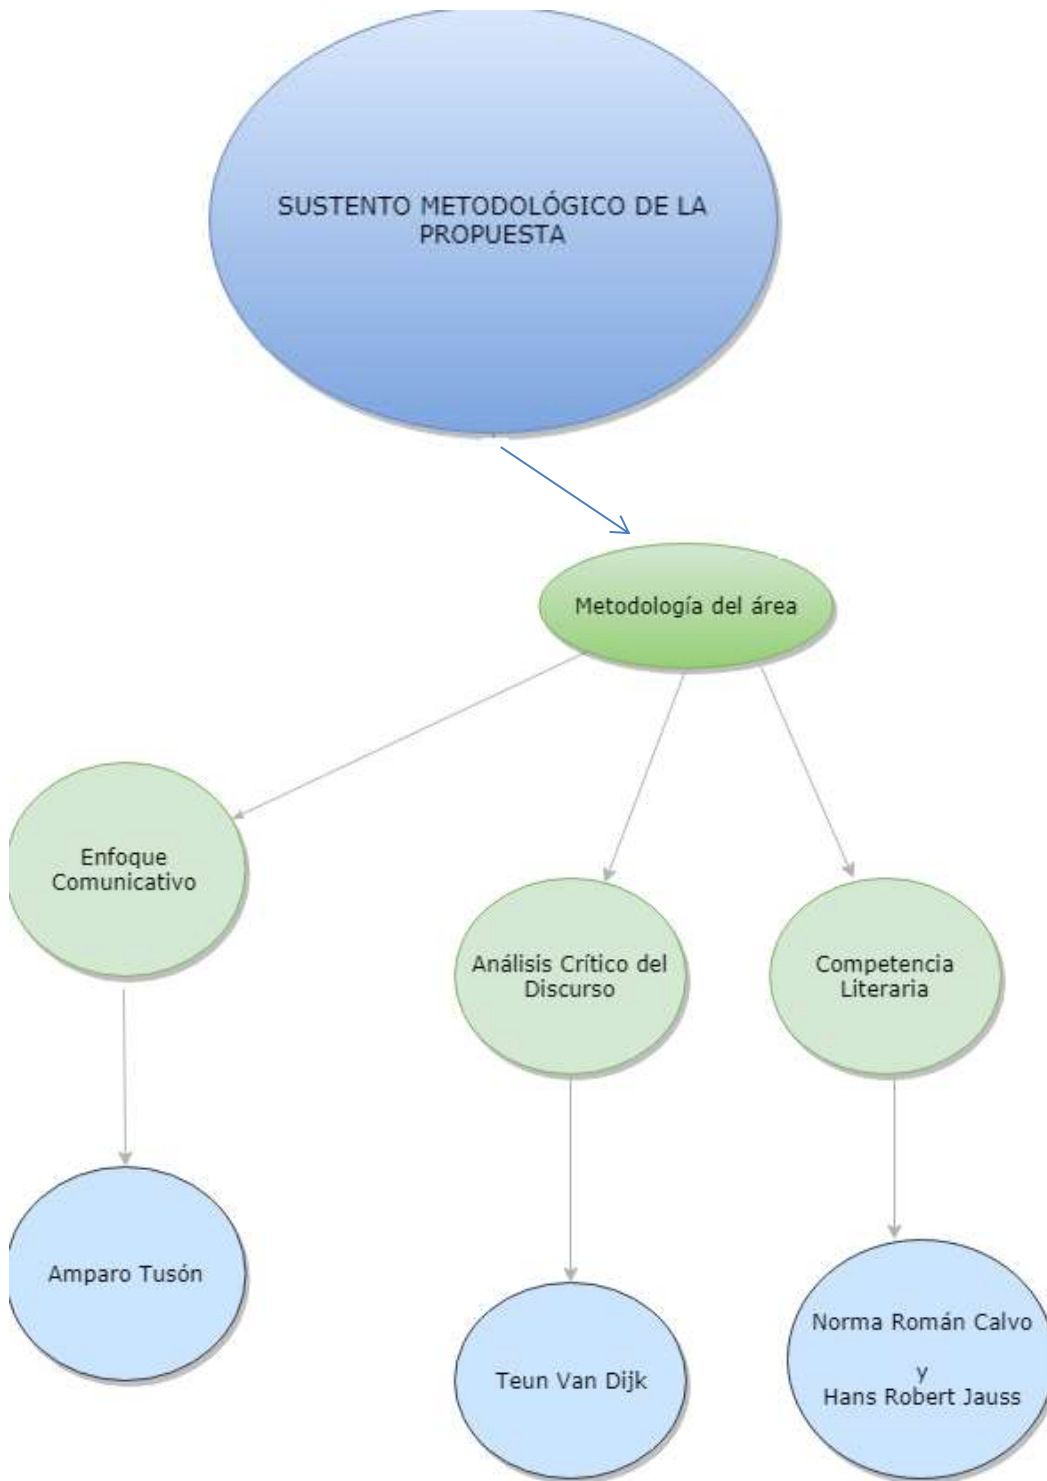 SUSTENTO METODOLÓGICO DE LA
PROPUESTA
Metodología del área
Enfoque
Comunicativo
Análisis Crítico del
Discurso
Competencia
Literaria
Amparo Tusón
Teun Van Dijk
Norma Román Calvo
y
Hans Robert Jauss